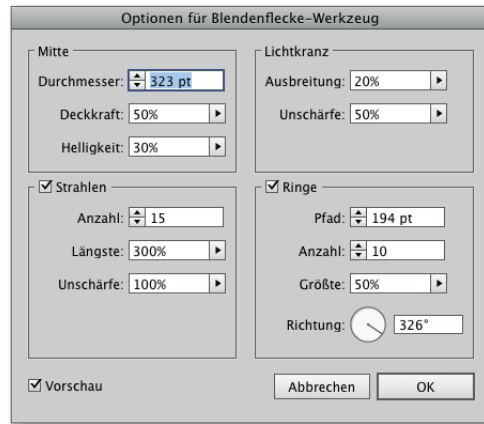 Optionen für Blendenflecke-Werkzeug
Mitte
Durchmesser: 323 pt
Deckkraft: 50%
Helligkeit: 30%
Lichtkranz
Ausbreitung: 20%
Unschärfe: 50%
Strahlen
Anzahl: 15
Längste: 300%
Unschärfe: 100%
Ringe
Pfad: 194 pt
Anzahl: 10
Größte: 50%
Richtung: 326°
Vorschau
Abbrechen
OK